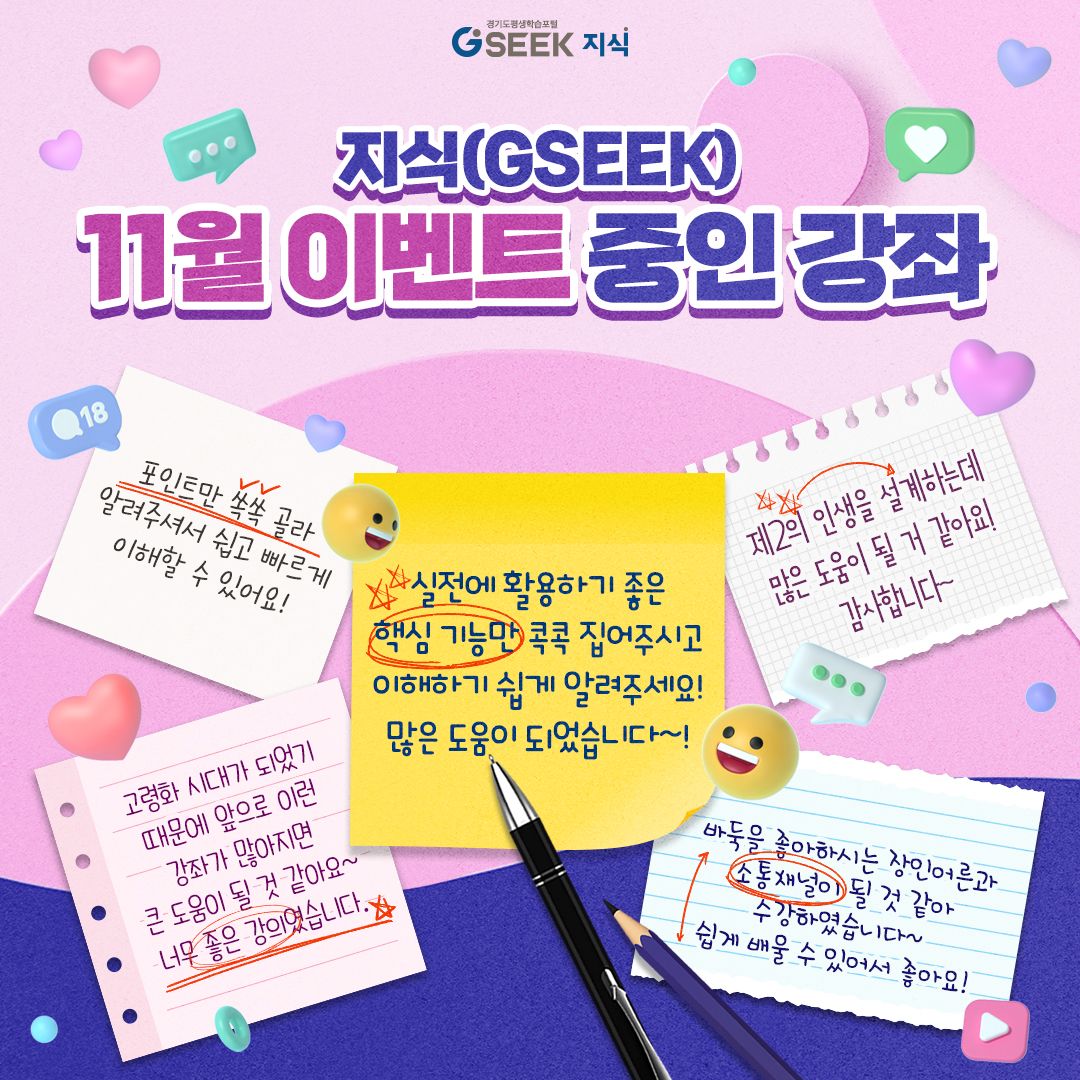 경기도평생학습포털
GSEEK 지식
지식(GSEEK)
11월 이벤트 중인 강좌
18
포인트만 쏙쏙 골라
알려주셔서 쉽고 빠르게
이해할 수 있어요!
실전에 활용하기 좋은
핵심 기능만 콕콕 집어주시고
이해하기 쉽게 알려주세요!
많은 도움이 되었습니다~!
제2의 인생을 설계하는데
많은 도움이 될 거 같아요!
감사합니다~
고령화 시대가 되었기
때문에 앞으로 이런
강좌가 많아지면
큰 도움이 될 것 같아요~
너무 좋은 강의였습니다.
바둑을 좋아하시는 장인어른과
소통채널이 될 것 같아
수강하였습니다~
쉽게 배울 수 있어서 좋아요!